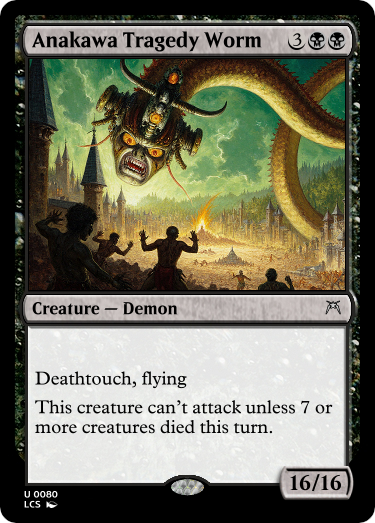 Anakawa Tragedy Worm 3
Creature — Demon
Deathtouch, flying
This creature can't attack unless 7 or
more creatures died this turn.
16/16
U 0080
LCS